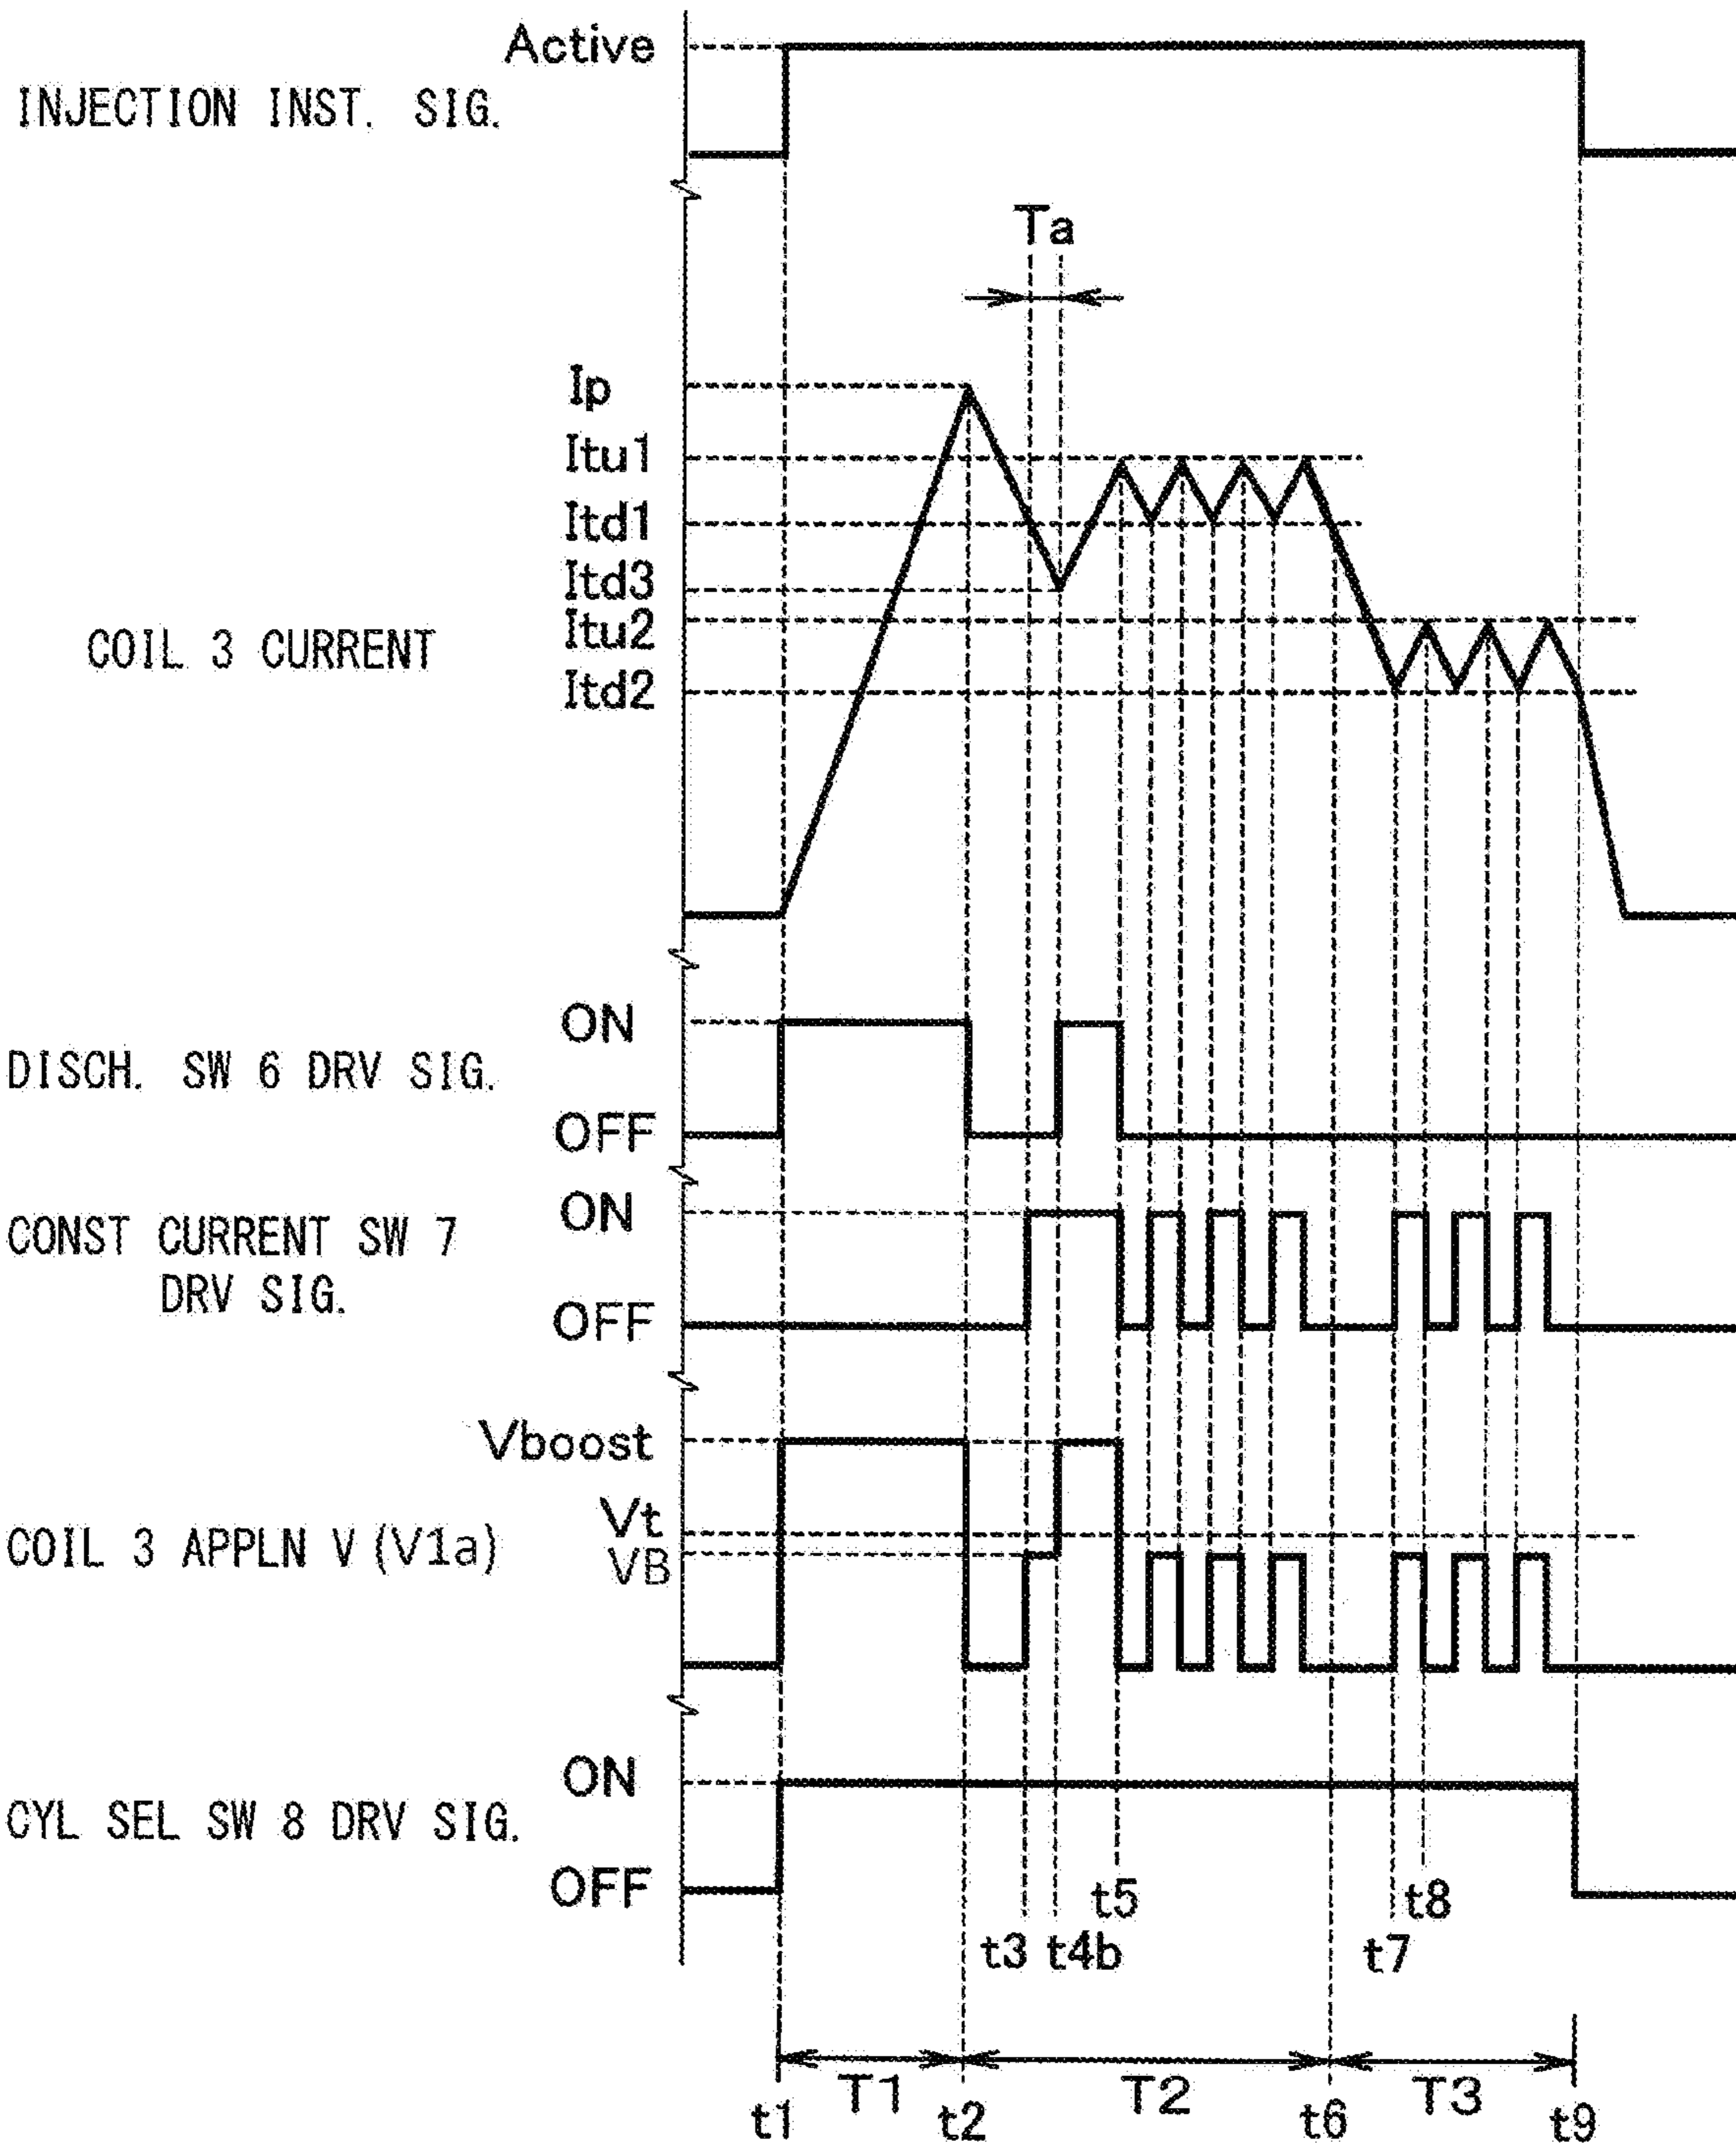 Active
INJECTION INST. SIG.
Ta
Ip
Itu1
Itd1
Itd3
Itu2
COIL 3 CURRENT
Itd2
ON
DISCH. SW 6 DRV SIG.
OFF
ON
CONST CURRENT SW 7
DRV SIG.
OFF
Vboost
Vt
COIL 3 APPLN V (V1a)
VB
ON
CYL SEL SW 8 DRV SIG.
OFF
t5 t8
t3 t4b t7
T1 T2 T3
t1 t2 t6 t9